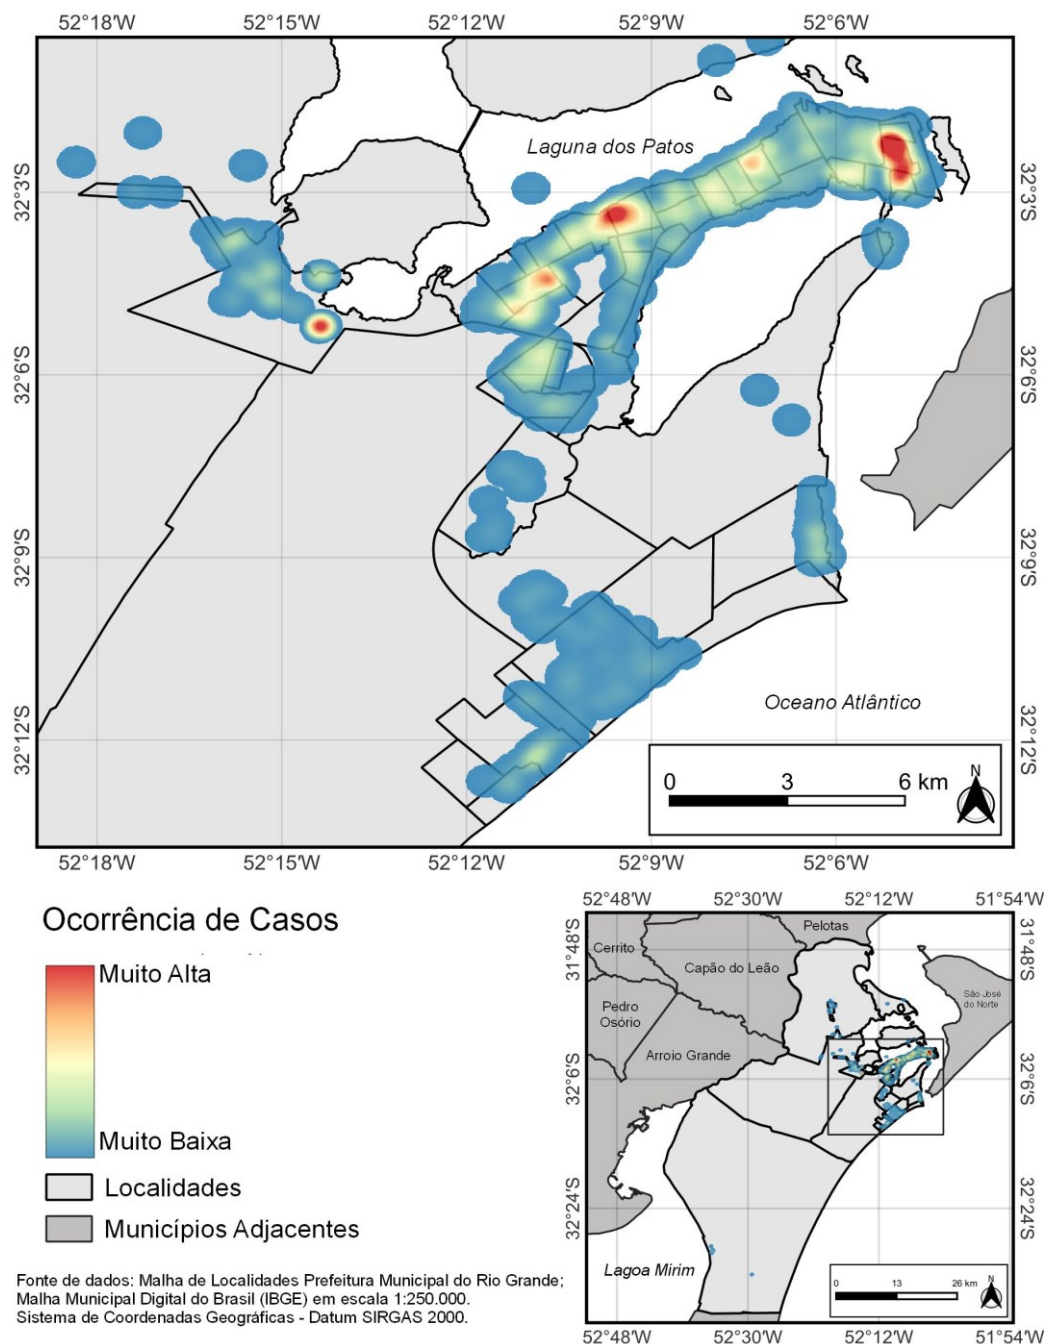 52°18'W 52°15'W 52°12'W 52°9'W 52°6'W
Laguna dos Patos
32°3'S 32°3'S
32°6'S 32°6'S
32°9'S 32°9'S
Oceano Atlântico
32°12'S 32°12'S
0 3 6 km
N
52°18'W 52°15'W 52°12'W 52°9'W 52°6'W
Ocorrência de Casos
Muito Alta
Muito Baixa
Localidades
Municípios Adjacentes
Fonte de dados: Malha de Localidades Prefeitura Municipal do Rio Grande;
Malha Municipal Digital do Brasil (IBGE) em escala 1:250.000.
Sistema de Coordenadas Geográficas - Datum SIRGAS 2000.
52°48'W 52°30'W 52°12'W 51°54'W
Pelotas
31°48'S 31°48'S
Cerrito
Capão do Leão
São José
do Norte
Pedro
Osório
Arroio Grande
32°6'S 32°6'S
32°24'S 32°24'S
Lagoa Mirim
0 13 26 km
N
52°48'W 52°30'W 52°12'W 51°54'W